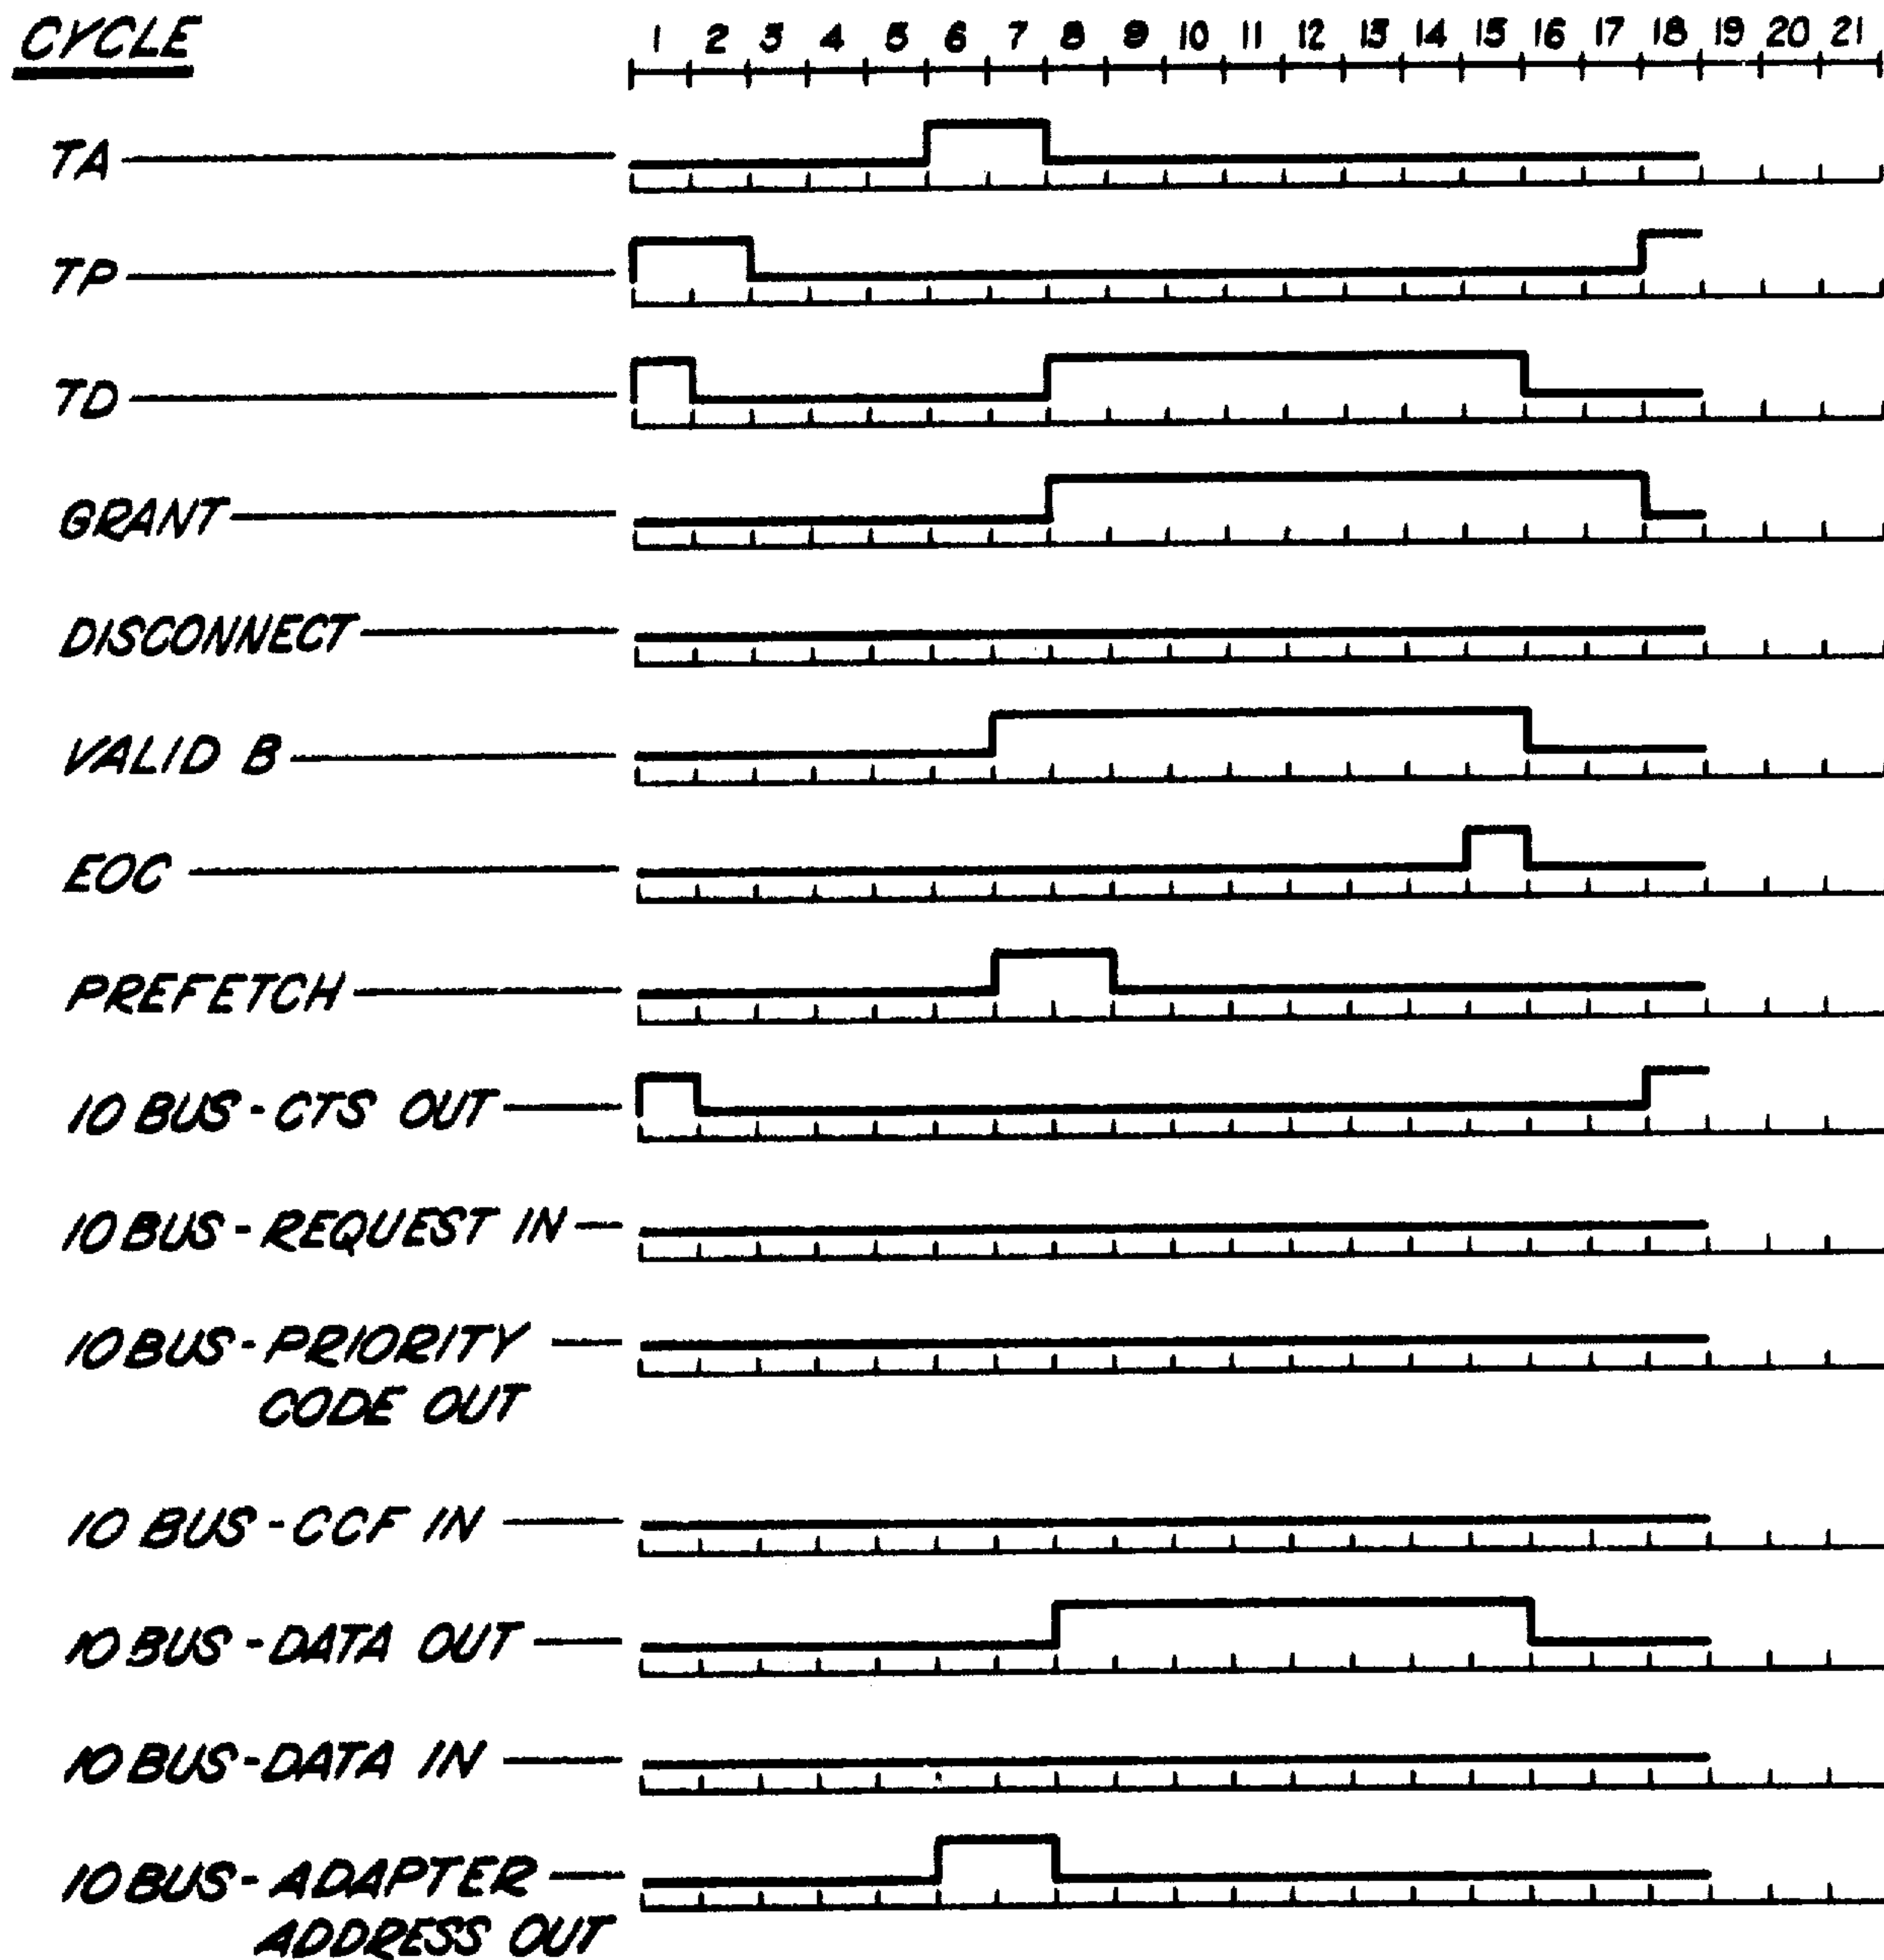 CYCLE 1 2 3 4 5 6 7 8 9 10 11 12 13 14 15 16 17 18 19 20 21
TA
TP
TD
GRANT
DISCONNECT
VALID B
EOC
PREFETCH
IO BUS - CTS OUT
IO BUS - REQUEST IN
IO BUS - PRIORITY
CODE OUT
IO BUS - CCF IN
IO BUS - DATA OUT
IO BUS - DATA IN
IO BUS - ADAPTER
ADDRESS OUT